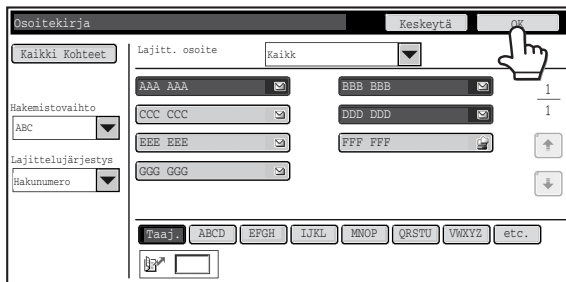 Osoitekirja Keskeytä OK
Kaikki Kohteet Lajitt. osoite Kaikk
AAA AAA BBB BBB 1
Hakemistovaihto CCC CCC DDD DDD 1
ABC EEE EEE FFF FFF
Lajittelujärjestys GGG GGG
Hakunumero
Taaj. ABCD EFGH IJKL MNOP QRSTU VWXYZ etc.